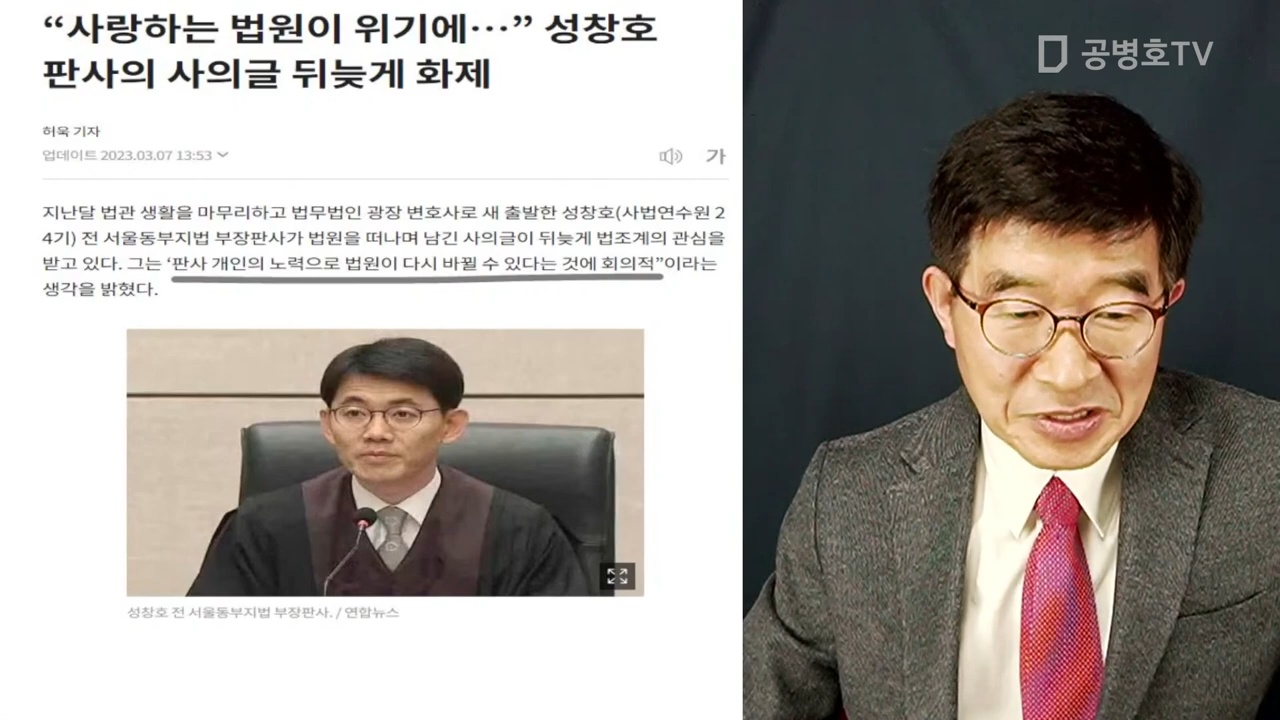 “사랑하는 법원이 위기에…” 성창호
판사의 사의글 뒤늦게 화제
허욱 기자
업데이트 2023.03.07 13:53
가
지난달 법관 생활을 마무리하고 법무법인 광장 변호사로 새 출발한 성창호(사법연수원 2
4기) 전 서울동부지법 부장판사가 법원을 떠나며 남긴 사의글이 뒤늦게 법조계의 관심을
받고 있다. 그는 ‘판사 개인의 노력으로 법원이 다시 바뀔 수 있다는 것에 회의적”이라는
생각을 밝혔다.
성창호 전 서울동부지법 부장판사. / 연합뉴스
공병호TV